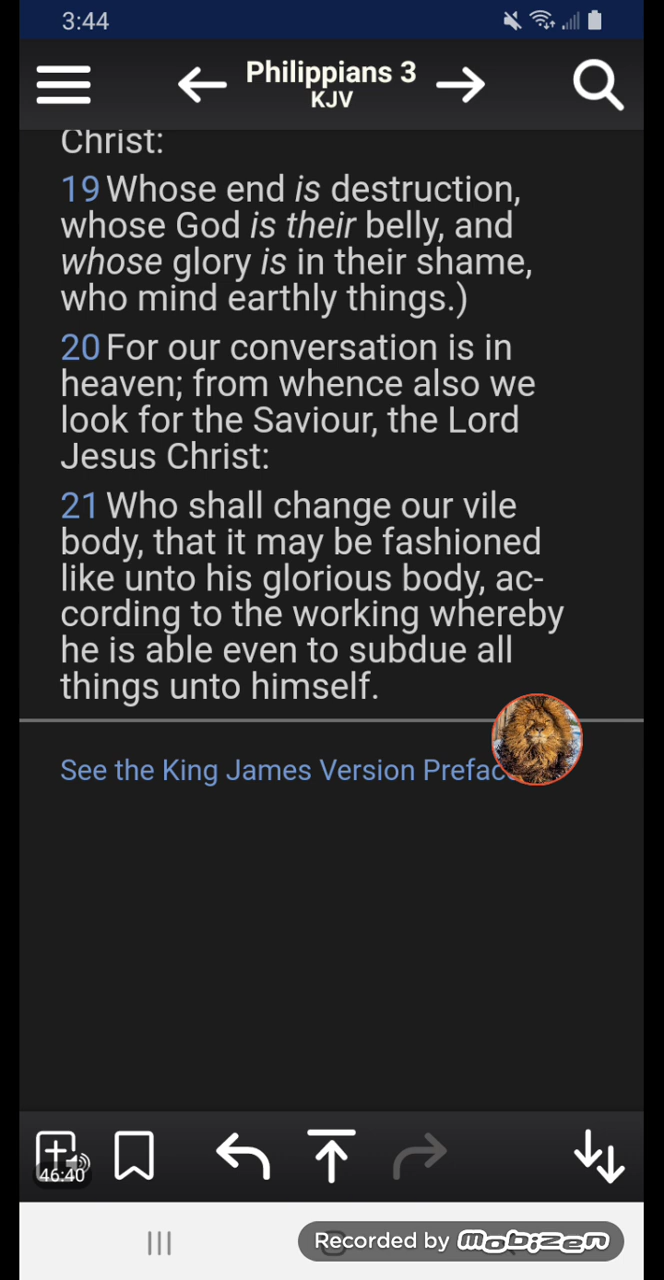 3:44
Philippians 3
KJV
Christ:
19 Whose end is destruction,
whose God is their belly, and
whose glory is in their shame,
who mind earthly things.)
20 For our conversation is in
heaven; from whence also we
look for the Saviour, the Lord
Jesus Christ:
21 Who shall change our vile
body, that it may be fashioned
like unto his glorious body, ac-
cording to the working whereby
he is able even to subdue all
things unto himself.
See the King James Version Preface
46:40
Recorded by mobizen